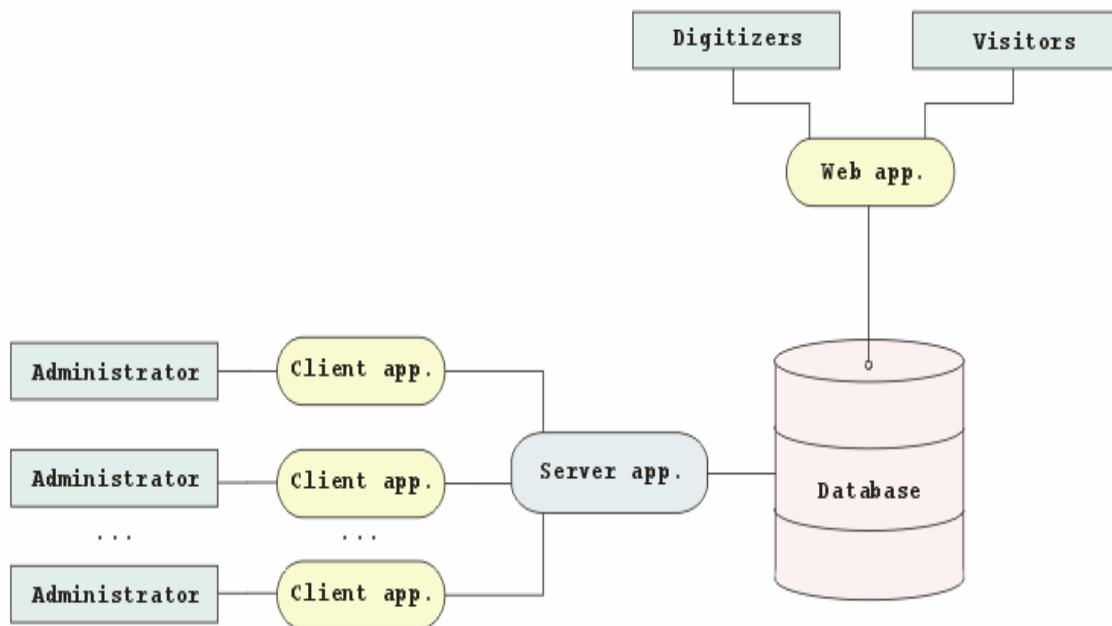 Digitizers
Visitors
Web app.
Administrator
Client app.
Administrator
Client app.
Server app.
Database
... ...
Administrator
Client app.